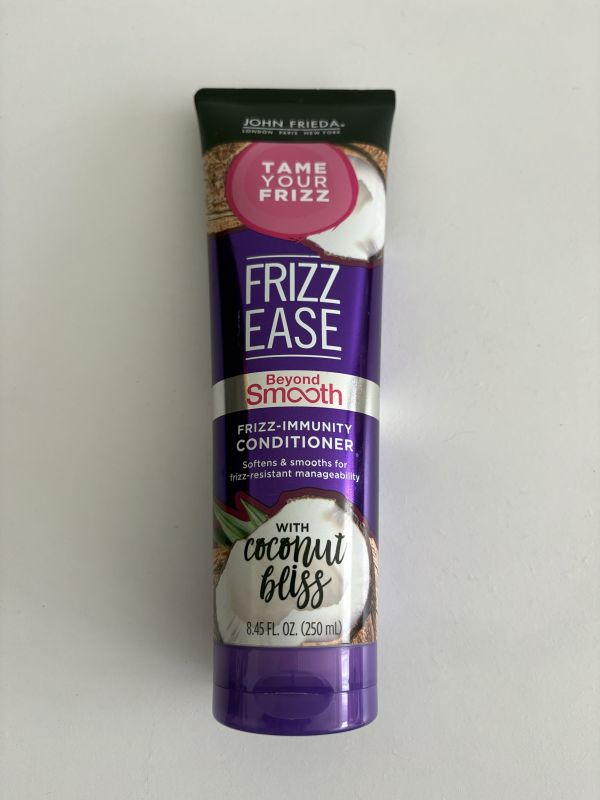 JOHN FRIEDA®
LONDON PARIS NEW YORK
TAME
YOUR
FRIZZ
FRIZZ
EASE
Beyond
Smooth
FRIZZ-IMMUNITY
CONDITIONER
Softens & smooths for
frizz-resistant manageability
WITH
coconut
bliss
8.45 FL. OZ. (250 mL)